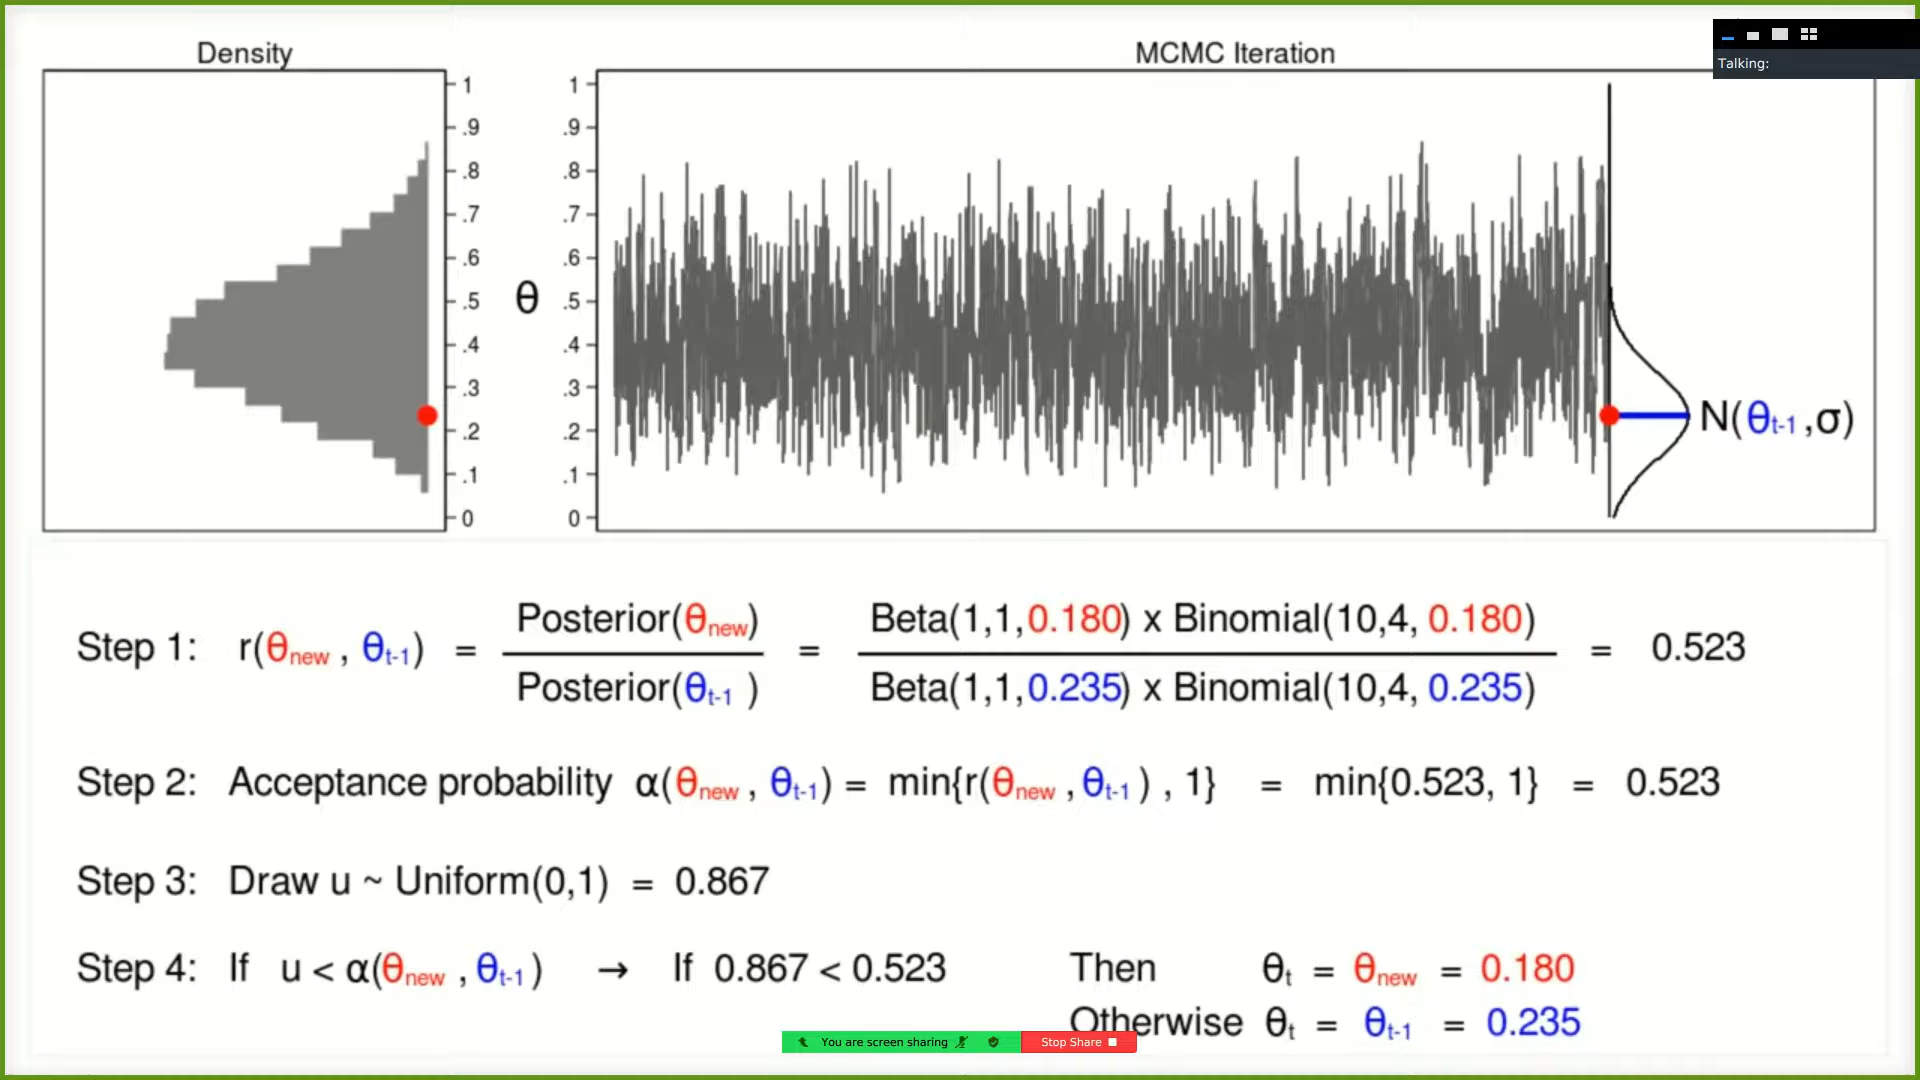 Density
MCMC Iteration
Talking:
1
.9
.8
.7
.6
.5
.4
.3
.2
.1
0
θ
1
.9
.8
.7
.6
.5
.4
.3
.2
.1
0
N(θt-1 ,σ)
Step 1: r(θnew , θt-1) = Posterior(θnew) / Posterior(θt-1 ) = Beta(1,1,0.180) x Binomial(10,4, 0.180) / Beta(1,1,0.235) x Binomial(10,4, 0.235) = 0.523
Step 2: Acceptance probability α(θnew , θt-1) = min{r(θnew ,θt-1 ) , 1} = min{0.523, 1} = 0.523
Step 3: Draw u ~ Uniform(0,1) = 0.867
Step 4: If u < α(θnew ,θt-1 ) → If 0.867 < 0.523 Then θt = θnew = 0.180
Otherwise θt = θt-1 = 0.235
You are screen sharing
Stop Share